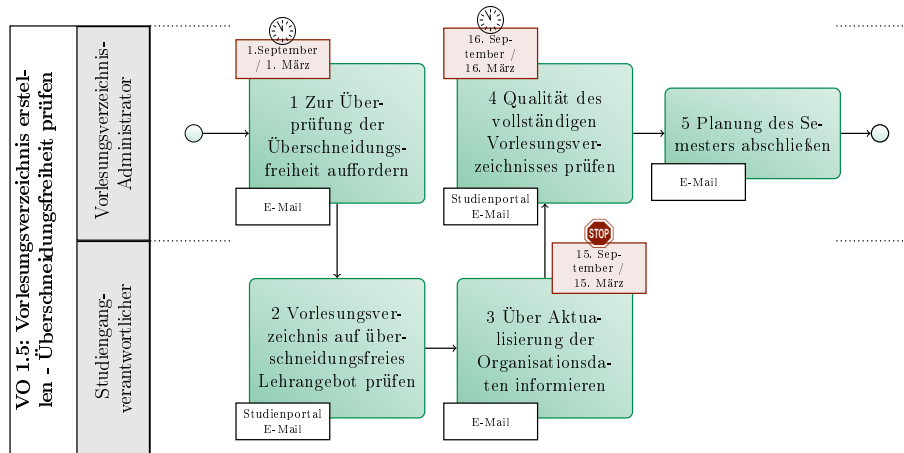 VO 1.5: Vorlesungsverzeichnis erstel-
len - Überschneidungsfreiheit prüfen
Vorlesungsverzeichnis-
Administrator
1.September
/ 1. März
1 Zur Über-
prüfung der
Überschneidungs-
freiheit auffordern
E-Mail
16. Sep-
tember /
16. März
4 Qualität des
vollständigen
Vorlesungsver-
zeichnisses prüfen
Studienportal
E-Mail
5 Planung des Se-
mesters abschließen
E-Mail
Studiengang-
verantwortlicher
2 Vorlesungsver-
zeichnis auf über-
schneidungsfreies
Lehrangebot prüfen
Studienportal
E-Mail
STOP
15. Sep-
tember /
15. März
3 Über Aktua-
lisierung der
Organisationsda-
ten informieren
E-Mail